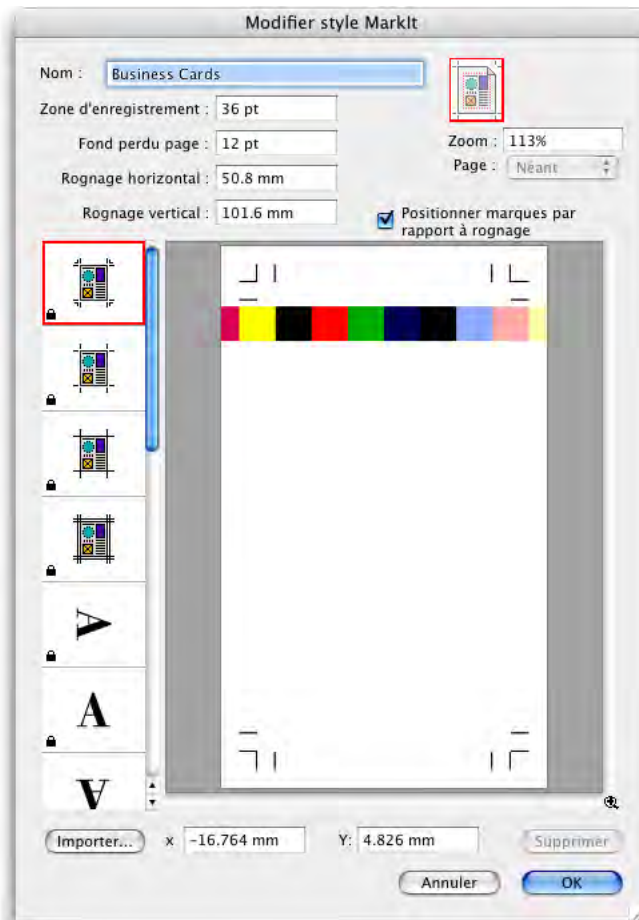 Modifier style MarkIt
Nom : Business Cards
Zone d'enregistrement : 36 pt
Fond perdu page : 12 pt
Zoom : 113%
Rognage horizontal : 50.8 mm
Page : Néant
Rognage vertical : 101.6 mm
Positionner marques par
rapport à rognage
A
A
A
Importer... x -16.764 mm Y: 4.826 mm Supprimer
Annuler OK